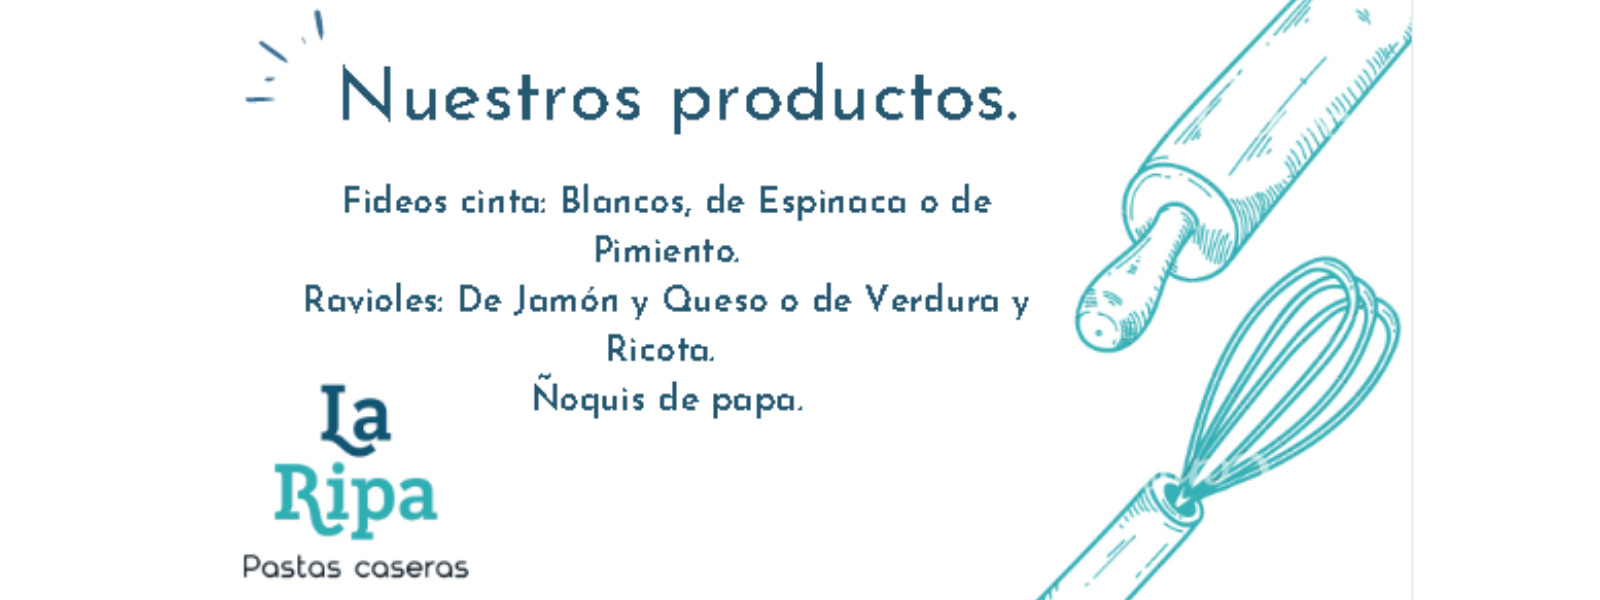 Nuestros productos.
Fideos cinta: Blancos, de Espinaca o de
Pimiento.
Ravioles: De Jamón y Queso o de Verdura y
Ricota.
Ñoquis de papa.
La
Ripa
Pastas caseras